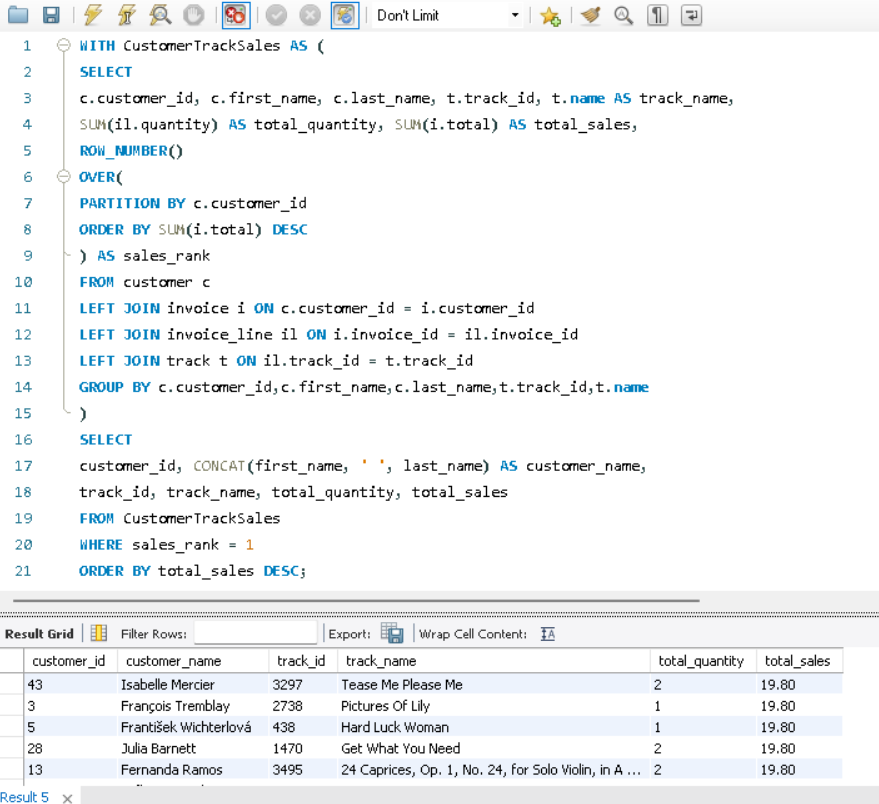 Don't Limit
1 WITH CustomerTrackSales AS (
2 SELECT
3 c.customer_id, c.first_name, c.last_name, t.track_id, t.name AS track_name,
4 SUM(il.quantity) AS total_quantity, SUM(i.total) AS total_sales,
5 ROW_NUMBER()
6 OVER(
7 PARTITION BY c.customer_id
8 ORDER BY SUM(i.total) DESC
9 ) AS sales_rank
10 FROM customer c
11 LEFT JOIN invoice i ON c.customer_id = i.customer_id
12 LEFT JOIN invoice_line il ON i.invoice_id = il.invoice_id
13 LEFT JOIN track t ON il.track_id = t.track_id
14 GROUP BY c.customer_id,c.first_name,c.last_name,t.track_id,t.name
15 )
16 SELECT
17 customer_id, CONCAT(first_name, ' ', last_name) AS customer_name,
18 track_id, track_name, total_quantity, total_sales
19 FROM CustomerTrackSales
20 WHERE sales_rank = 1
21 ORDER BY total_sales DESC;
Result Grid Filter Rows: Export: Wrap Cell Content:
customer_id customer_name track_id track_name total_quantity total_sales
43 Isabelle Mercier 3297 Tease Me Please Me 2 19.80
3 François Tremblay 2738 Pictures Of Lily 1 19.80
5 František Wichterlová 438 Hard Luck Woman 1 19.80
28 Julia Barnett 1470 Get What You Need 2 19.80
13 Fernanda Ramos 3495 24 Caprices, Op. 1, No. 24, for Solo Violin, in A ... 2 19.80
Result 5